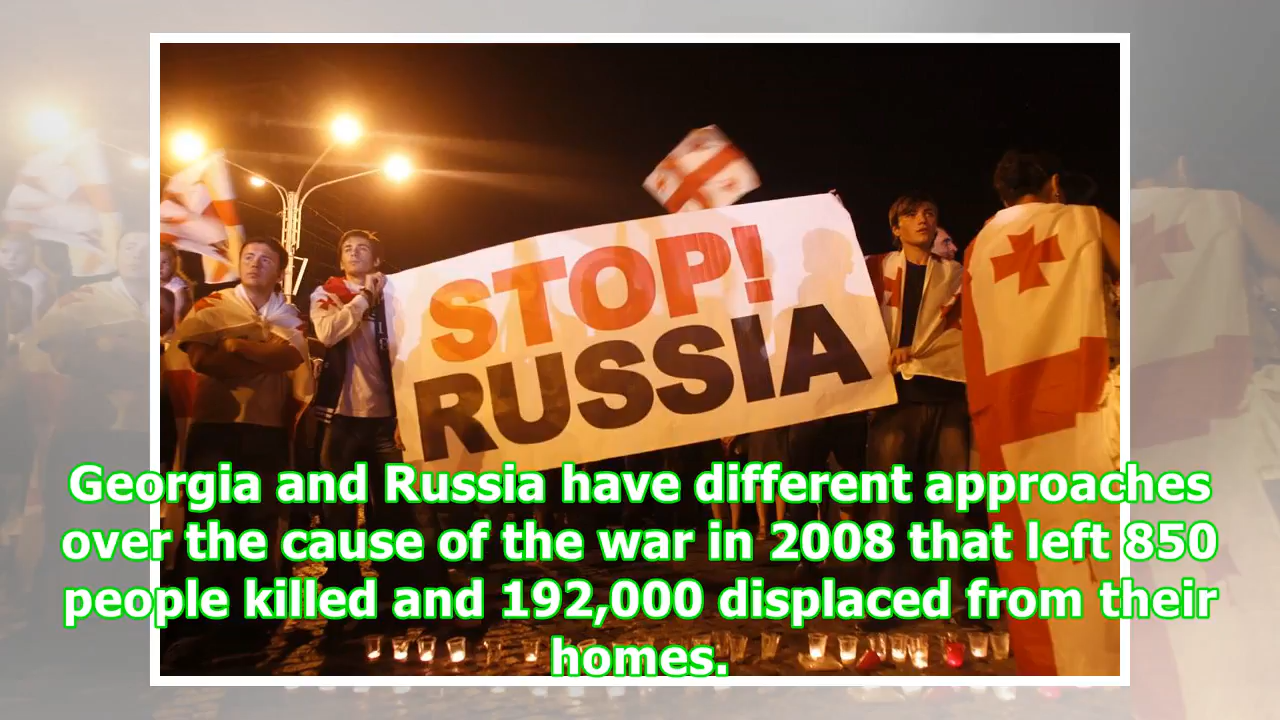 STOP!
RUSSIA
Georgia and Russia have different approaches
over the cause of the war in 2008 that left 850
people killed and 192,000 displaced from their
homes.